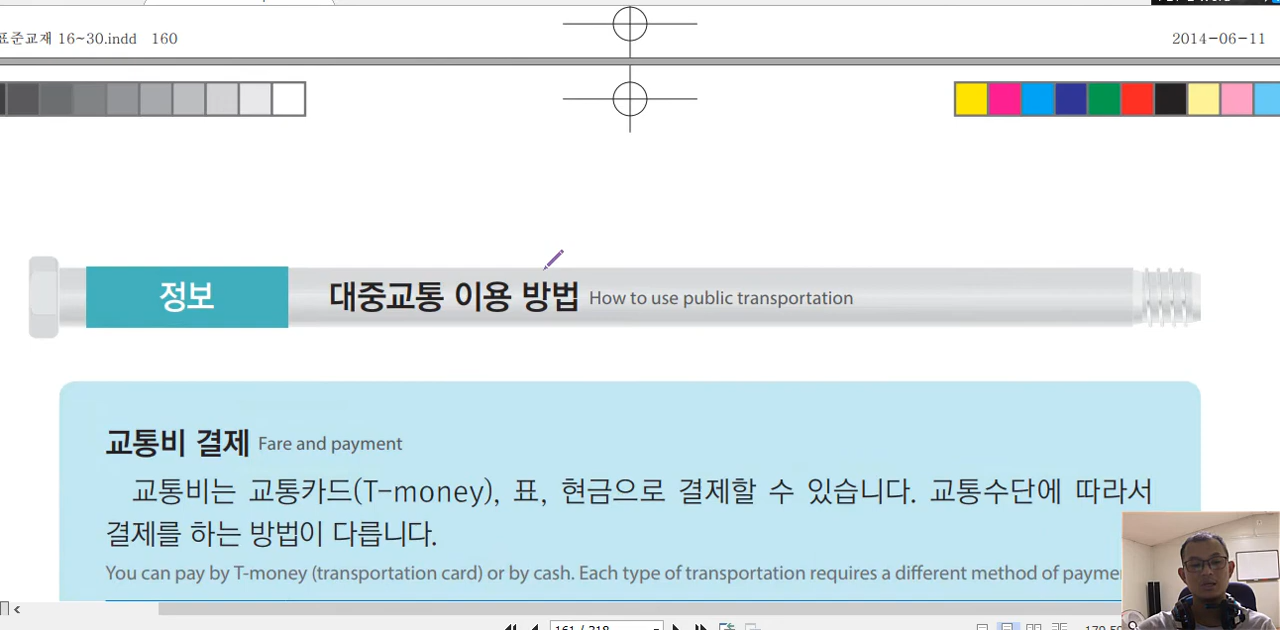 표준교재 16~30.indd 160
2014-06-11
정보 대중교통 이용 방법 How to use public transportation
교통비 결제 Fare and payment
교통비는 교통카드(T-money), 표, 현금으로 결제할 수 있습니다. 교통수단에 따라서
결제를 하는 방법이 다릅니다.
You can pay by T-money (transportation card) or by cash. Each type of transportation requires a different method of payme
161 / 318